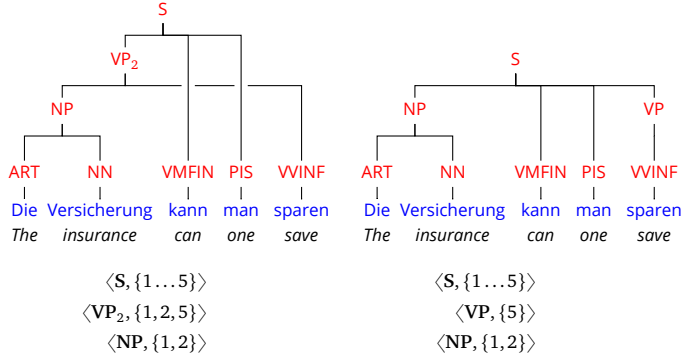 S
VP₂
S
NP
NP
VP
ART NN VMFIN PIS VVINF
ART NN VMFIN PIS VVINF
Die Versicherung kann man sparen
Die Versicherung kann man sparen
The insurance can one save
The insurance can one save
⟨S, {1…5}⟩
⟨S, {1…5}⟩
⟨VP₂, {1, 2, 5}⟩
⟨VP, {5}⟩
⟨NP, {1, 2}⟩
⟨NP, {1, 2}⟩